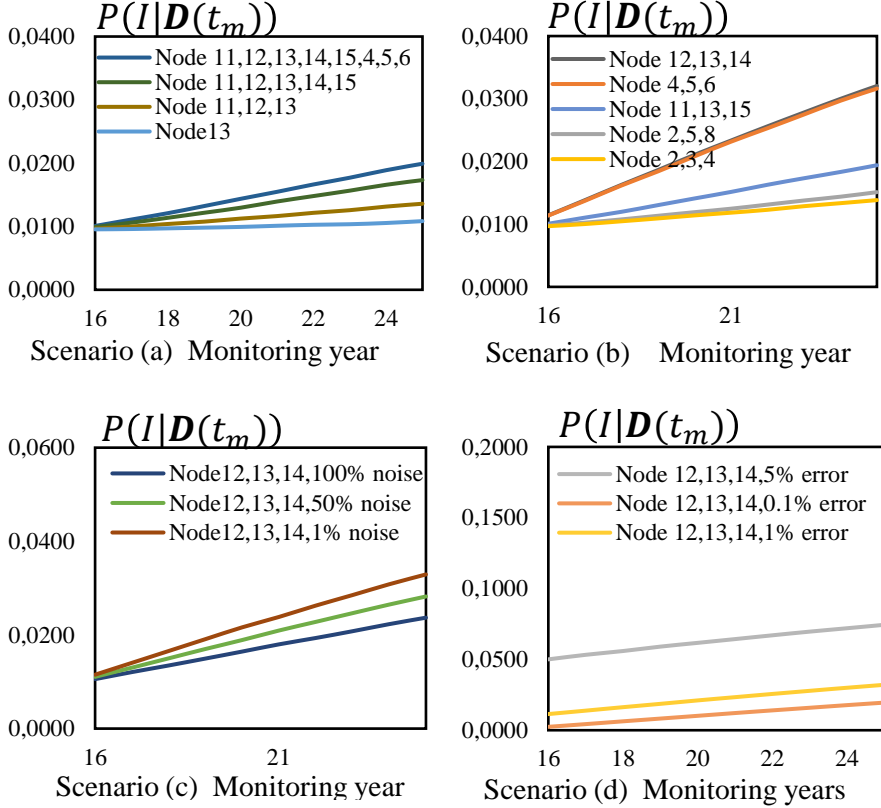 P(I|D(t_m))
0,0400
0,0300
0,0200
0,0100
0,0000
Node 11,12,13,14,15,4,5,6
Node 11,12,13,14,15
Node 11,12,13
Node13
16 18 20 22 24
Scenario (a) Monitoring year
P(I|D(t_m))
0,0400
0,0300
0,0200
0,0100
0,0000
Node 12,13,14
Node 4,5,6
Node 11,13,15
Node 2,5,8
Node 2,3,4
16 21
Scenario (b) Monitoring year
P(I|D(t_m))
0,0600
0,0400
0,0200
0,0000
Node12,13,14,100% noise
Node12,13,14,50% noise
Node12,13,14,1% noise
16 21
Scenario (c) Monitoring year
P(I|D(t_m))
0,2000
0,1500
0,1000
0,0500
0,0000
Node 12,13,14,5% error
Node 12,13,14,0.1% error
Node 12,13,14,1% error
16 18 20 22 24
Scenario (d) Monitoring years